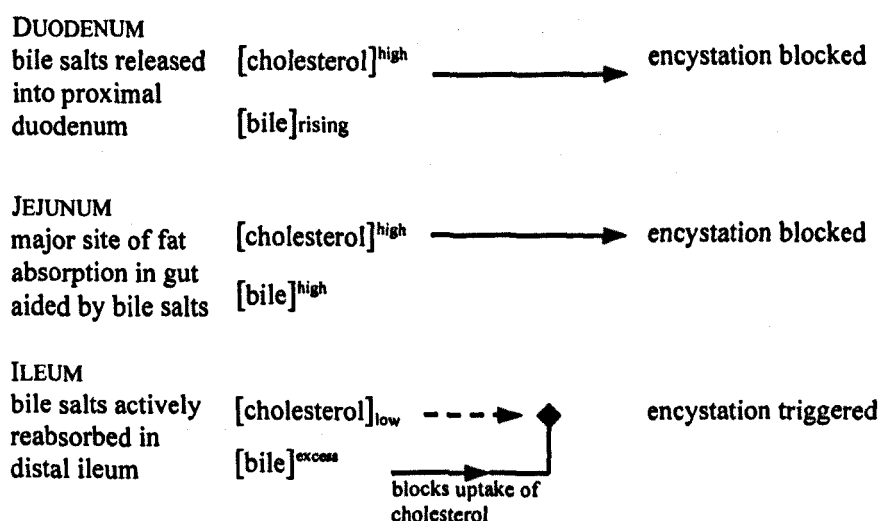 DUODENUM
bile salts released [cholesterol]high encystation blocked
into proximal
duodenum [bile]rising
JEJUNUM
major site of fat [cholesterol]high encystation blocked
absorption in gut
aided by bile salts [bile]high
ILEUM
bile salts actively [cholesterol]low encystation triggered
reabsorbed in
distal ileum [bile]excess
blocks uptake of
cholesterol